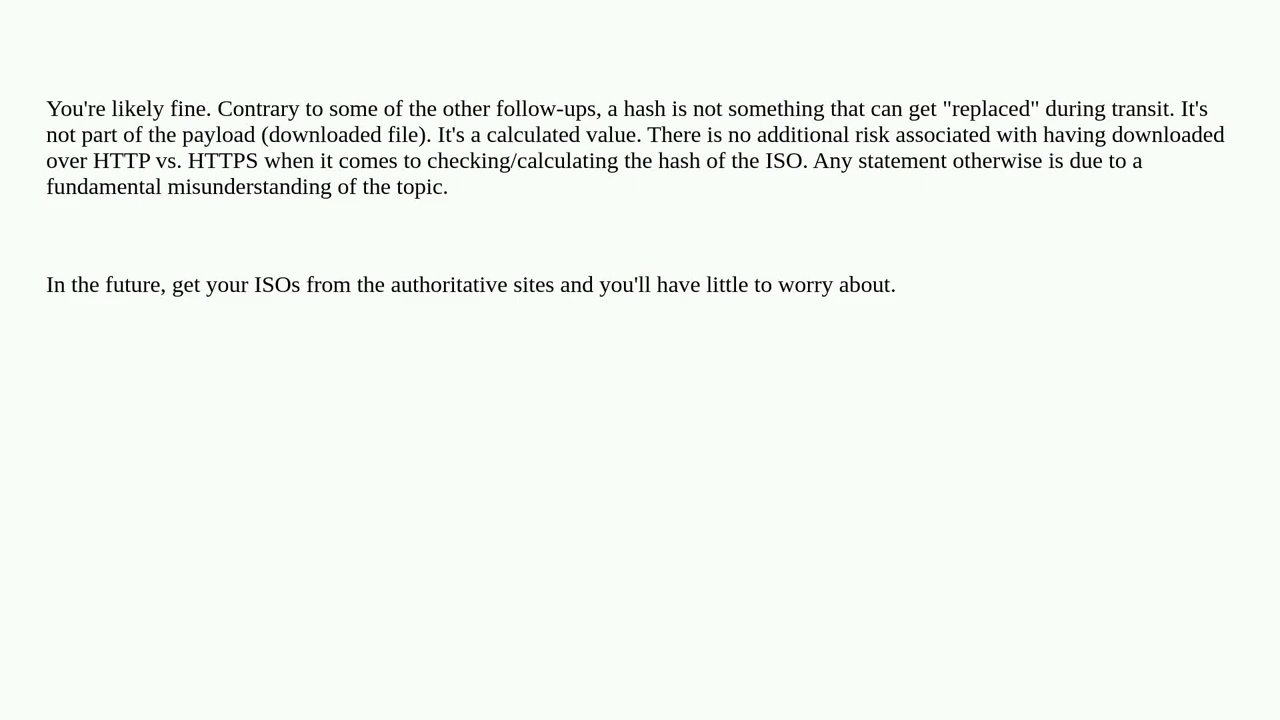 You're likely fine. Contrary to some of the other follow-ups, a hash is not something that can get "replaced" during transit. It's
not part of the payload (downloaded file). It's a calculated value. There is no additional risk associated with having downloaded
over HTTP vs. HTTPS when it comes to checking/calculating the hash of the ISO. Any statement otherwise is due to a
fundamental misunderstanding of the topic.
In the future, get your ISOs from the authoritative sites and you'll have little to worry about.